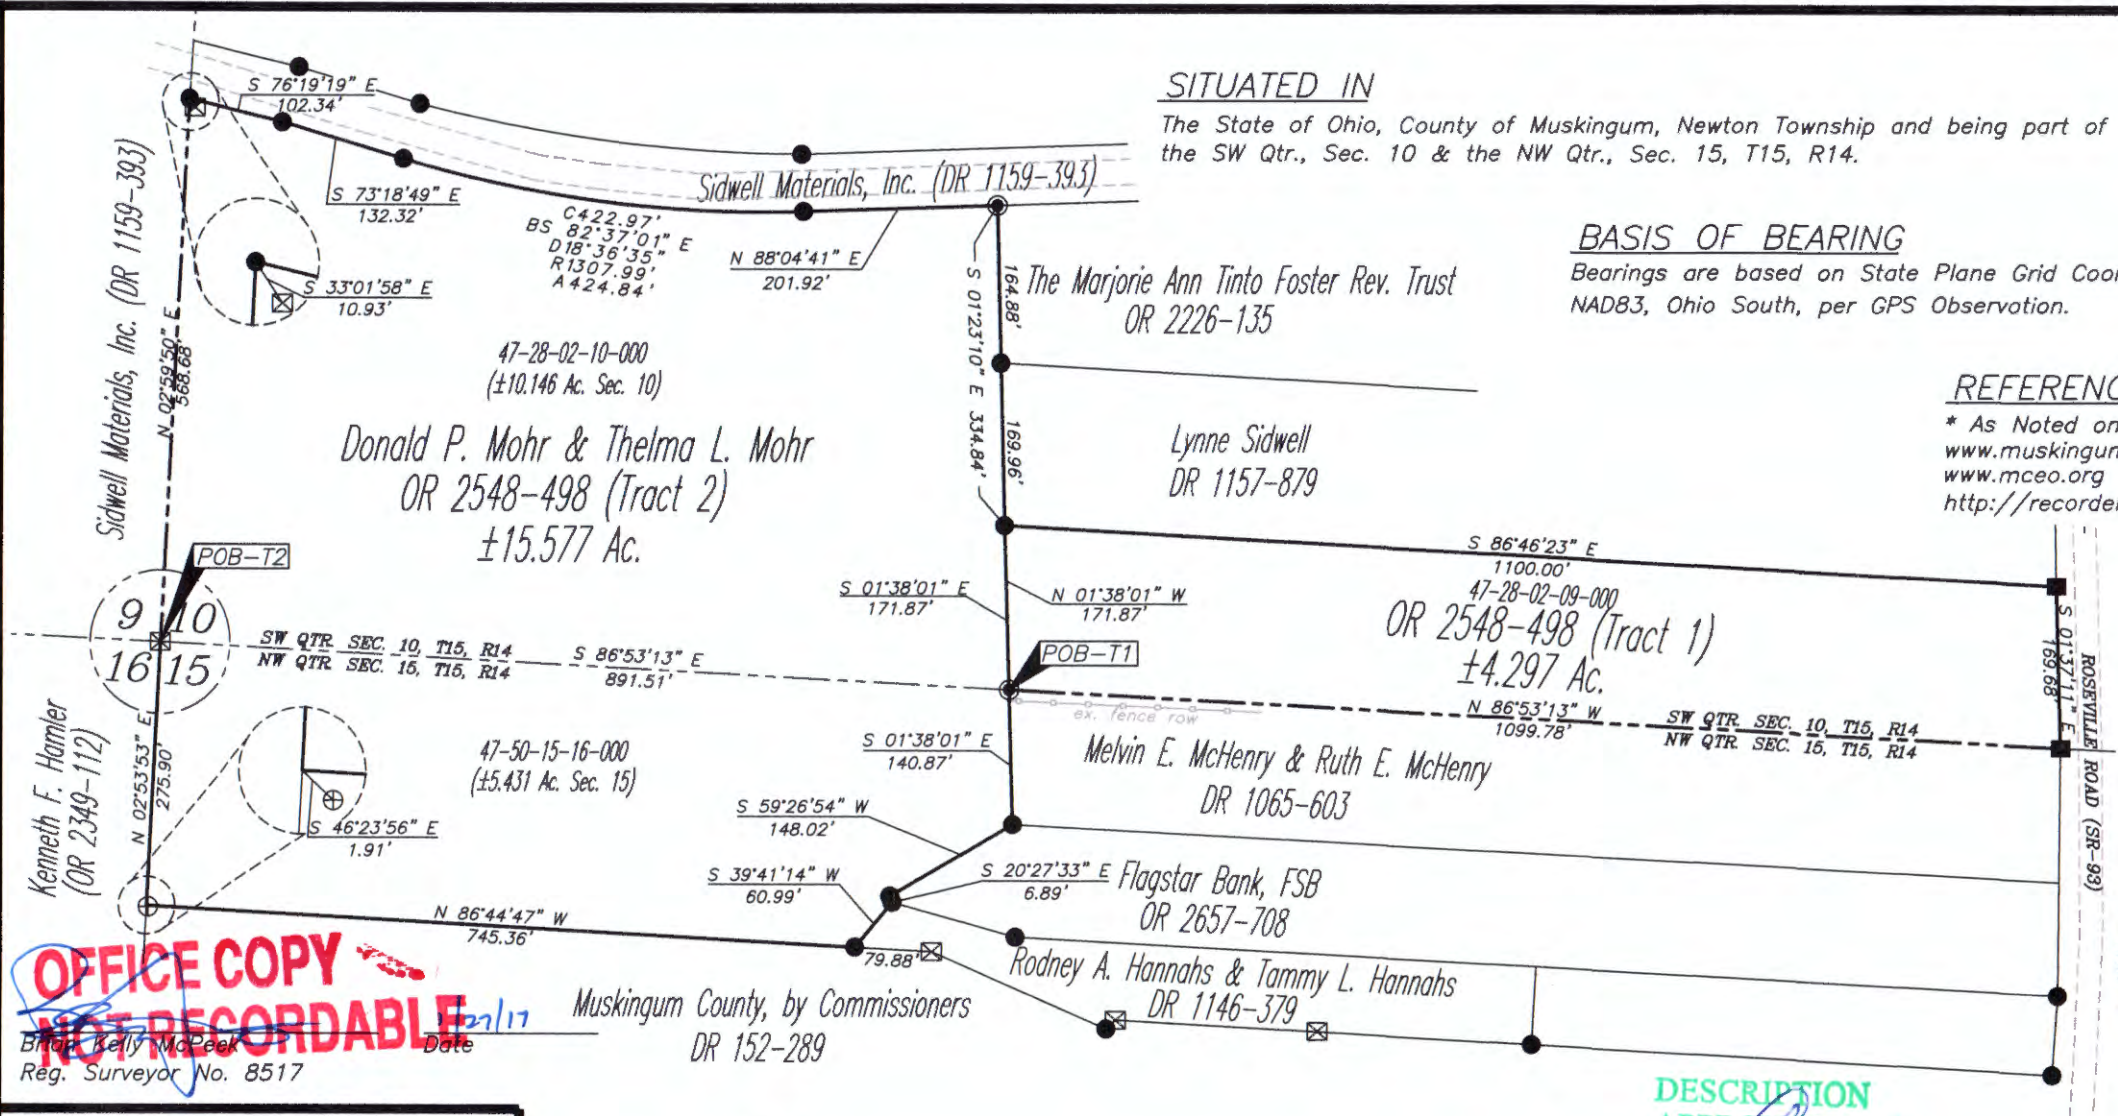 SITUATED IN
The State of Ohio, County of Muskingum, Newton Township and being part of
the SW Qtr., Sec. 10 & the NW Qtr., Sec. 15, T15, R14.
BASIS OF BEARING
Bearings are based on State Plane Grid Coor
NAD83, Ohio South, per GPS Observation.
REFERENC
* As Noted on
www.muskingum
www.mceo.org
http://recorder
S 76°19'19" E
102.34'
S 73°18'49" E
132.32'
C422.97'
BS 82°37'01" E
D18°36'35"
R1307.99'
A424.84'
Sidwell Materials, Inc. (DR 1159-393)
N 88°04'41" E
201.92'
S 33°01'58" E
10.93'
Sidwell Materials, Inc. (DR 1159-393)
N 02°59'50" E
568.68'
164.88'
S 01°23'10" E 334.84'
169.96'
The Marjorie Ann Tinto Foster Rev. Trust
OR 2226-135
47-28-02-10-000
(±10.146 Ac. Sec. 10)
Donald P. Mohr & Thelma L. Mohr
OR 2548-498 (Tract 2)
±15.577 Ac.
Lynne Sidwell
DR 1157-879
POB-T2
9 10
16 15
SW QTR. SEC. 10, T15, R14
NW QTR. SEC. 15, T15, R14
S 86°53'13" E
891.51'
S 01°38'01" E
171.87'
N 01°38'01" W
171.87'
S 86°46'23" E
1100.00'
47-28-02-09-000
OR 2548-498 (Tract 1)
±4.297 Ac.
POB-T1
ex. fence row
N 86°53'13" W
1099.78'
SW QTR. SEC. 10, T15, R14
NW QTR. SEC. 15, T15, R14
S 01°37'11" E
169.68'
ROSEVILLE ROAD (SR-93)
Kenneth F. Hamler
(OR 2349-112)
N 02°53'53" E
275.90'
47-50-15-16-000
(±5.431 Ac. Sec. 15)
S 46°23'56" E
1.91'
S 01°38'01" E
140.87'
Melvin E. McHenry & Ruth E. McHenry
DR 1065-603
S 59°26'54" W
148.02'
S 39°41'14" W
60.99'
S 20°27'33" E
6.89'
Flagstar Bank, FSB
OR 2657-708
N 86°44'47" W
745.36'
79.88'
Rodney A. Hannahs & Tammy L. Hannahs
DR 1146-379
Muskingum County, by Commissioners
DR 152-289
OFFICE COPY
NOT RECORDABLE
Brian Kelly McPeek
Date
Reg. Surveyor No. 8517
DESCRIPTION